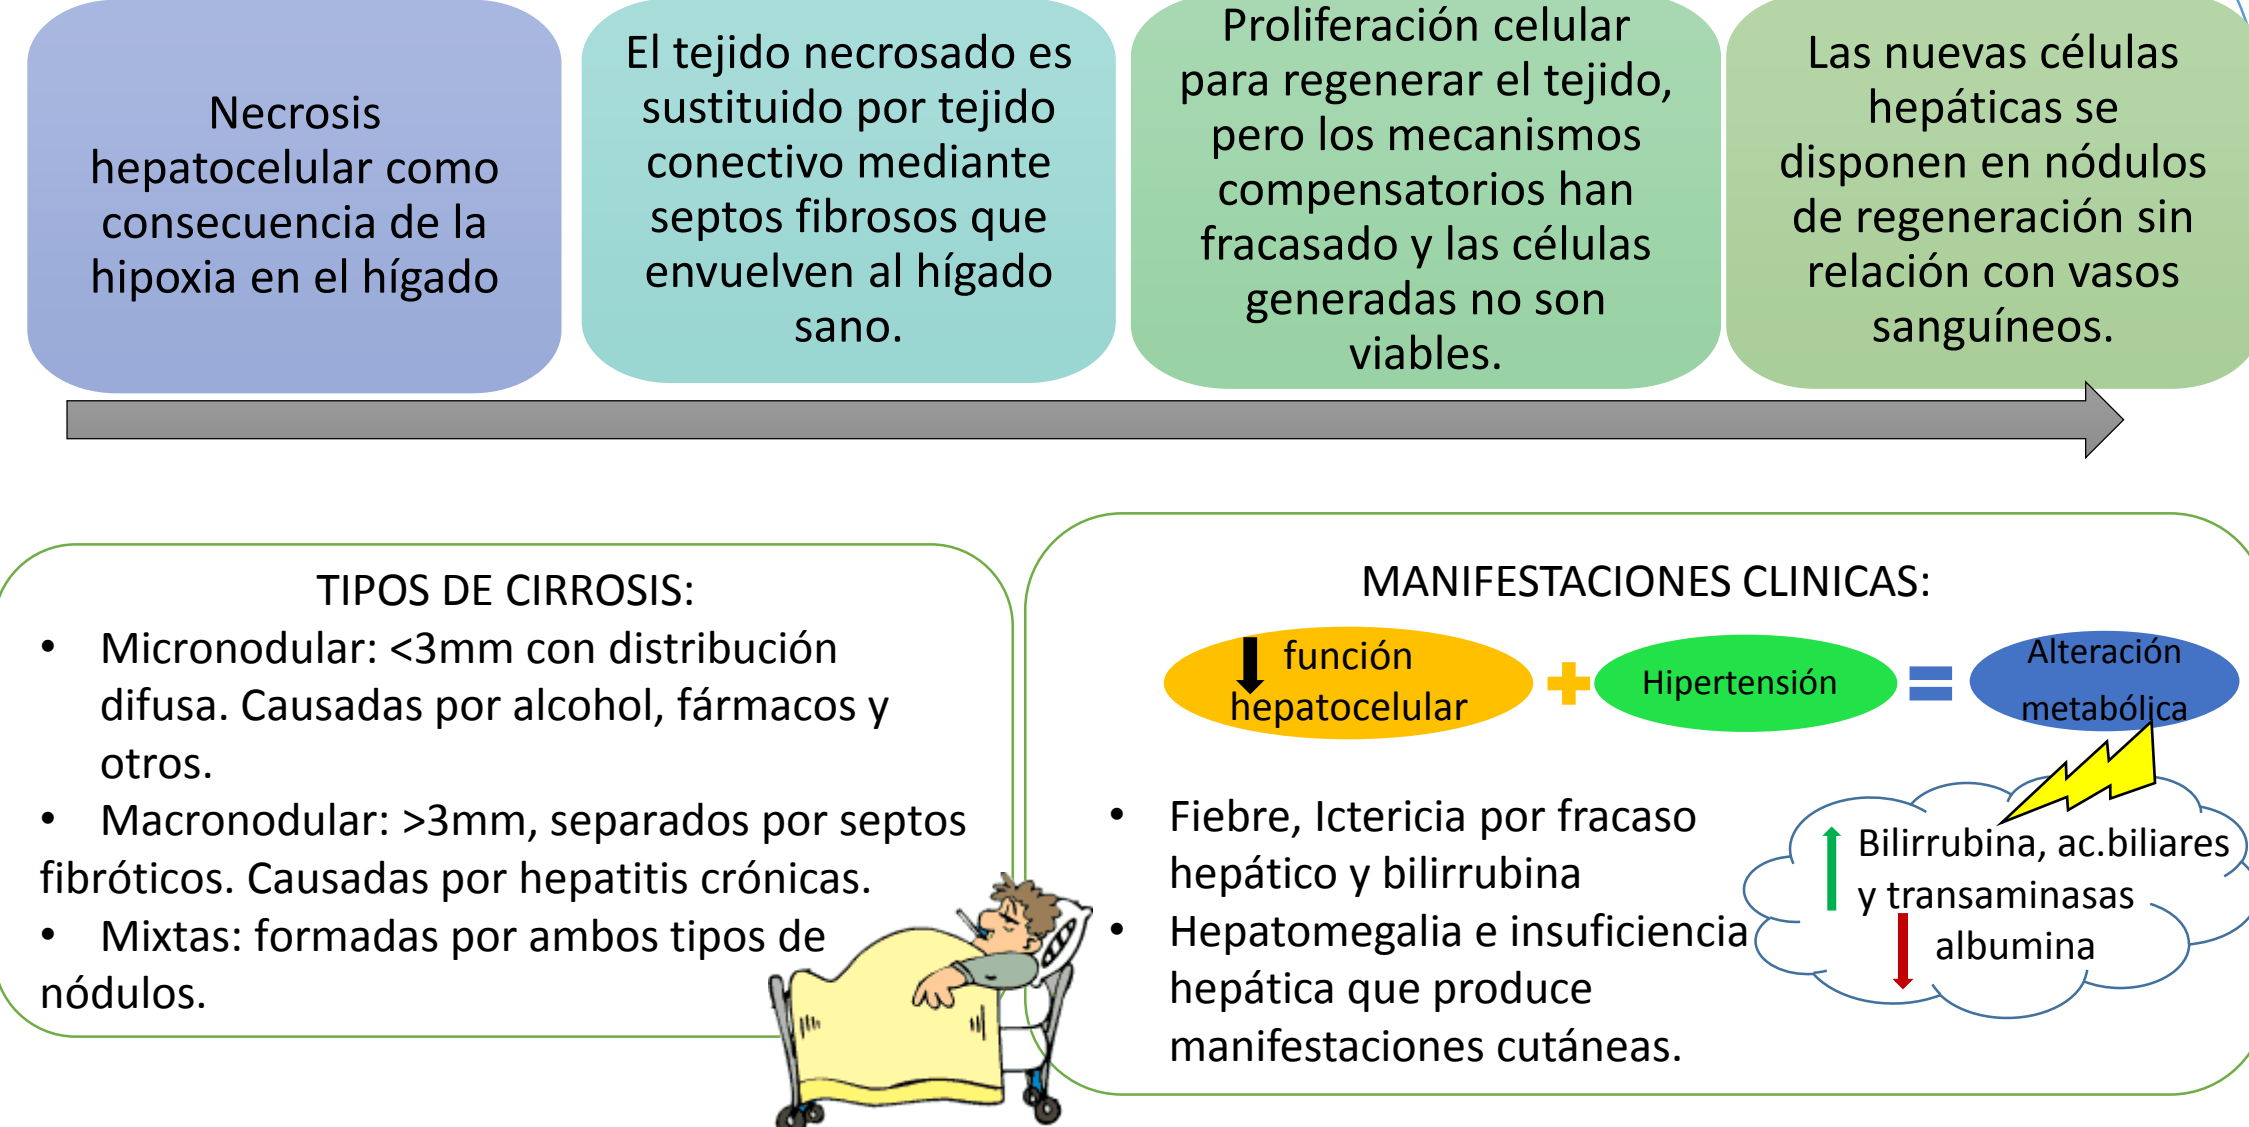 Necrosis
hepatocelular como
consecuencia de la
hipoxia en el hígado
El tejido necrosado es
sustituido por tejido
conectivo mediante
septos fibrosos que
envuelven al hígado
sano.
Proliferación celular
para regenerar el tejido,
pero los mecanismos
compensatorios han
fracasado y las células
generadas no son
viables.
Las nuevas células
hepáticas se
disponen en nódulos
de regeneración sin
relación con vasos
sanguíneos.
TIPOS DE CIRROSIS:
• Micronodular: <3mm con distribución
difusa. Causadas por alcohol, fármacos y
otros.
• Macronodular: >3mm, separados por septos
fibróticos. Causadas por hepatitis crónicas.
• Mixtas: formadas por ambos tipos de
nódulos.
MANIFESTACIONES CLINICAS:
función
hepatocelular
Hipertensión
Alteración
metabólica
• Fiebre, Ictericia por fracaso
hepático y bilirrubina
• Hepatomegalia e insuficiencia
hepática que produce
manifestaciones cutáneas.
Bilirrubina, ac.biliares
y transaminasas
albumina